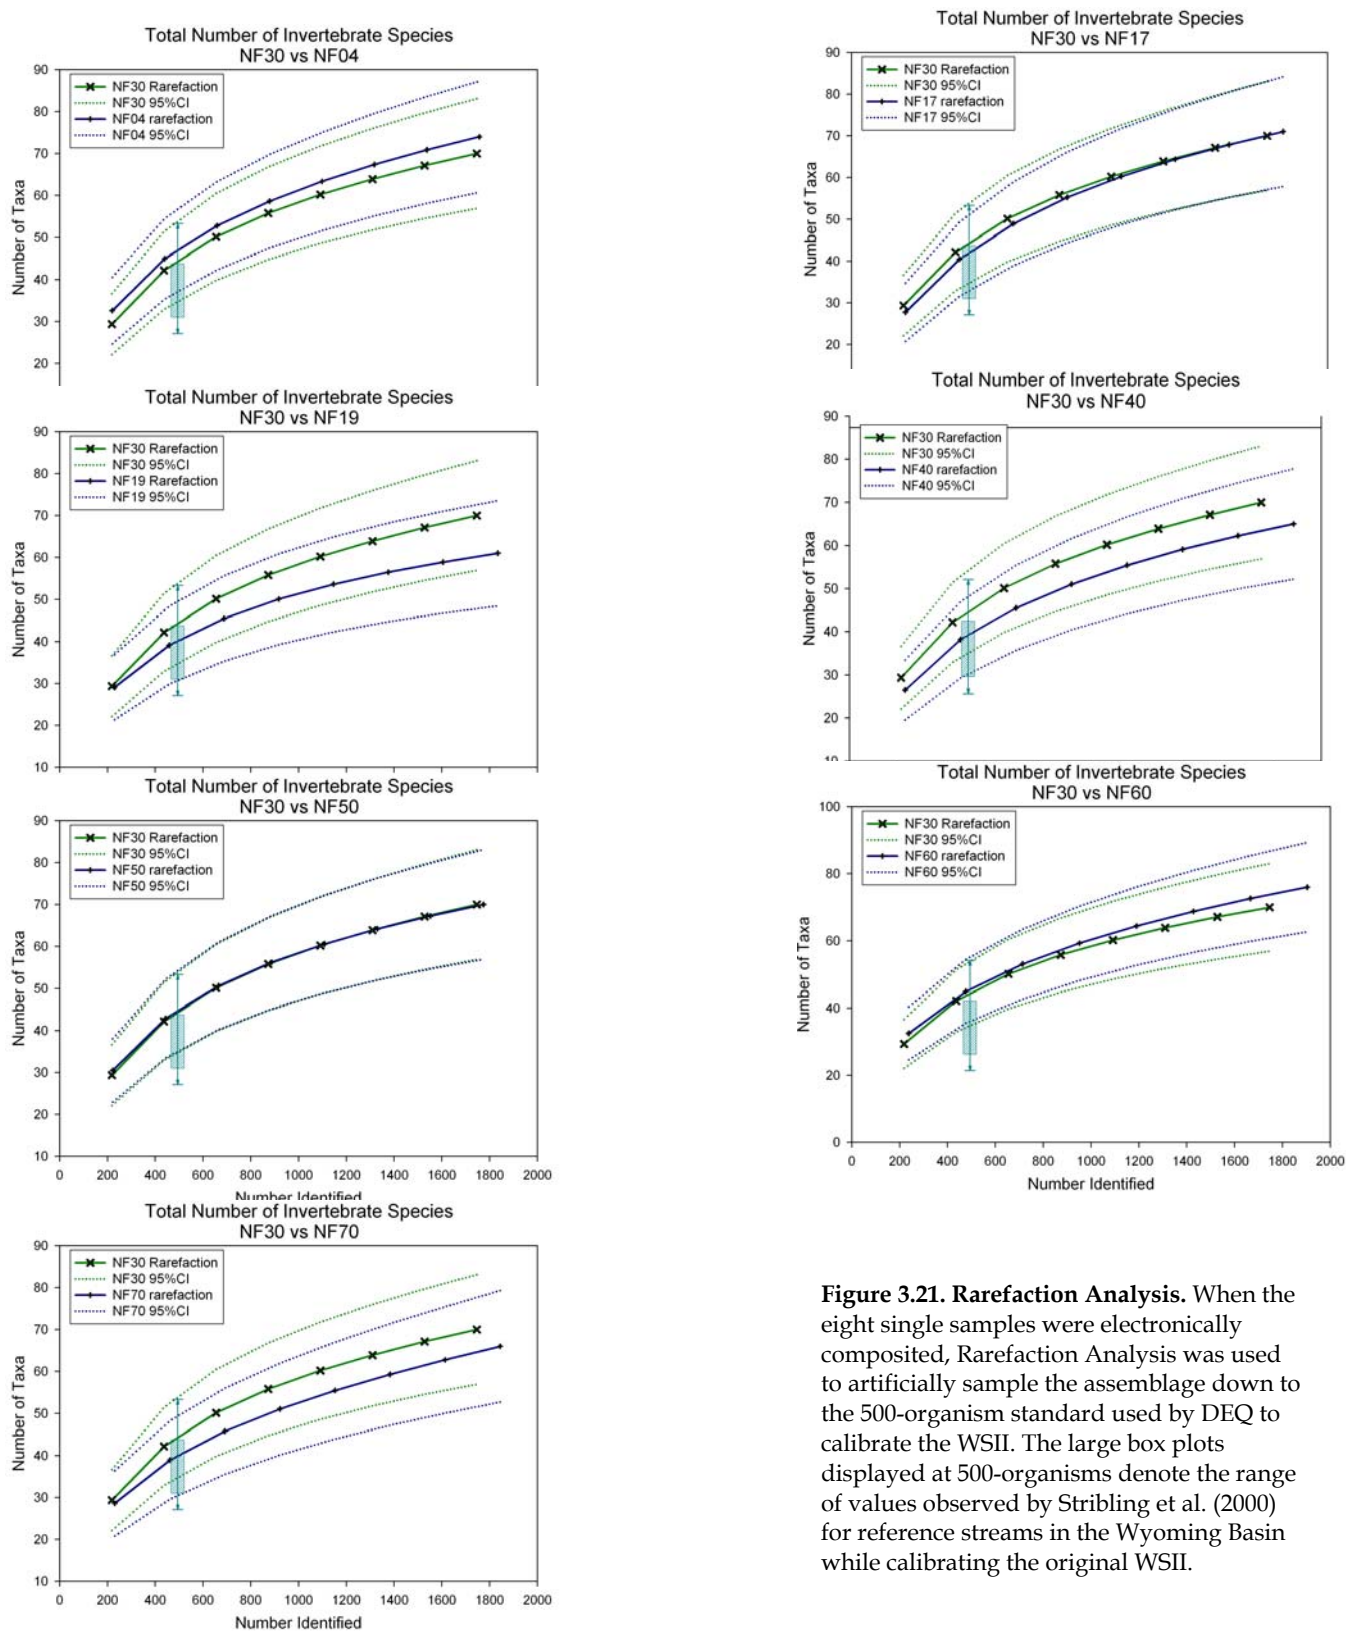 Total Number of Invertebrate Species
NF30 vs NF04
NF30 Rarefaction
NF30 95%CI
NF04 rarefaction
NF04 95%CI
Number of Taxa
90
80
70
60
50
40
30
20
Total Number of Invertebrate Species
NF30 vs NF17
NF30 Rarefaction
NF30 95%CI
NF17 rarefaction
NF17 95%CI
Number of Taxa
90
80
70
60
50
40
30
20
Total Number of Invertebrate Species
NF30 vs NF19
NF30 Rarefaction
NF30 95%CI
NF19 Rarefaction
NF19 95%CI
Number of Taxa
90
80
70
60
50
40
30
20
10
Total Number of Invertebrate Species
NF30 vs NF40
NF30 Rarefaction
NF30 95%CI
NF40 rarefaction
NF40 95%CI
Number of Taxa
90
80
70
60
50
40
30
20
10
Total Number of Invertebrate Species
NF30 vs NF50
NF30 Rarefaction
NF30 95%CI
NF50 rarefaction
NF50 95%CI
Number of Taxa
90
80
70
60
50
40
30
20
10
0 200 400 600 800 1000 1200 1400 1600 1800 2000
Number Identified
Total Number of Invertebrate Species
NF30 vs NF60
NF30 Rarefaction
NF30 95%CI
NF60 rarefaction
NF60 95%CI
Number of Taxa
100
80
60
40
20
0
0 200 400 600 800 1000 1200 1400 1600 1800 2000
Number Identified
Total Number of Invertebrate Species
NF30 vs NF70
NF30 Rarefaction
NF30 95%CI
NF70 rarefaction
NF70 95%CI
Number of Taxa
90
80
70
60
50
40
30
20
10
0 200 400 600 800 1000 1200 1400 1600 1800 2000
Number Identified
Figure 3.21. Rarefaction Analysis. When the
eight single samples were electronically
composited, Rarefaction Analysis was used
to artificially sample the assemblage down to
the 500-organism standard used by DEQ to
calibrate the WSII. The large box plots
displayed at 500-organisms denote the range
of values observed by Stribling et al. (2000)
for reference streams in the Wyoming Basin
while calibrating the original WSII.